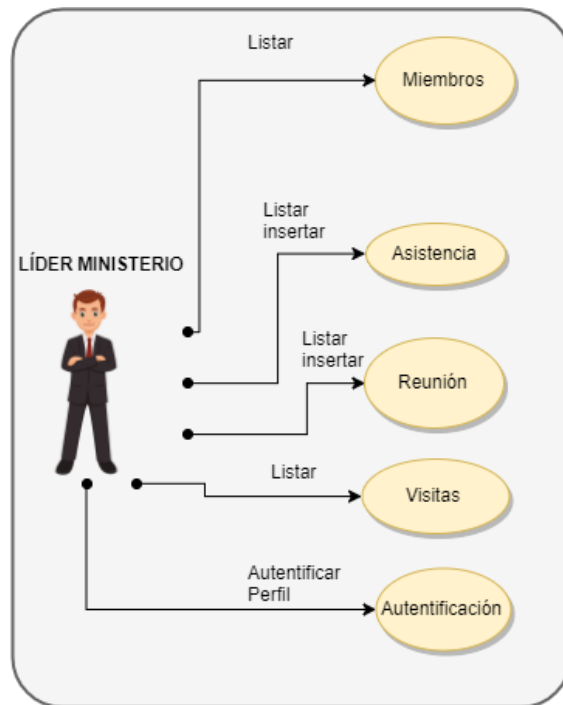 Listar
Miembros
Listar
insertar
Asistencia
LÍDER MINISTERIO
Listar
insertar
Reunión
Listar
Visitas
Autentificar
Perfil
Autentificación